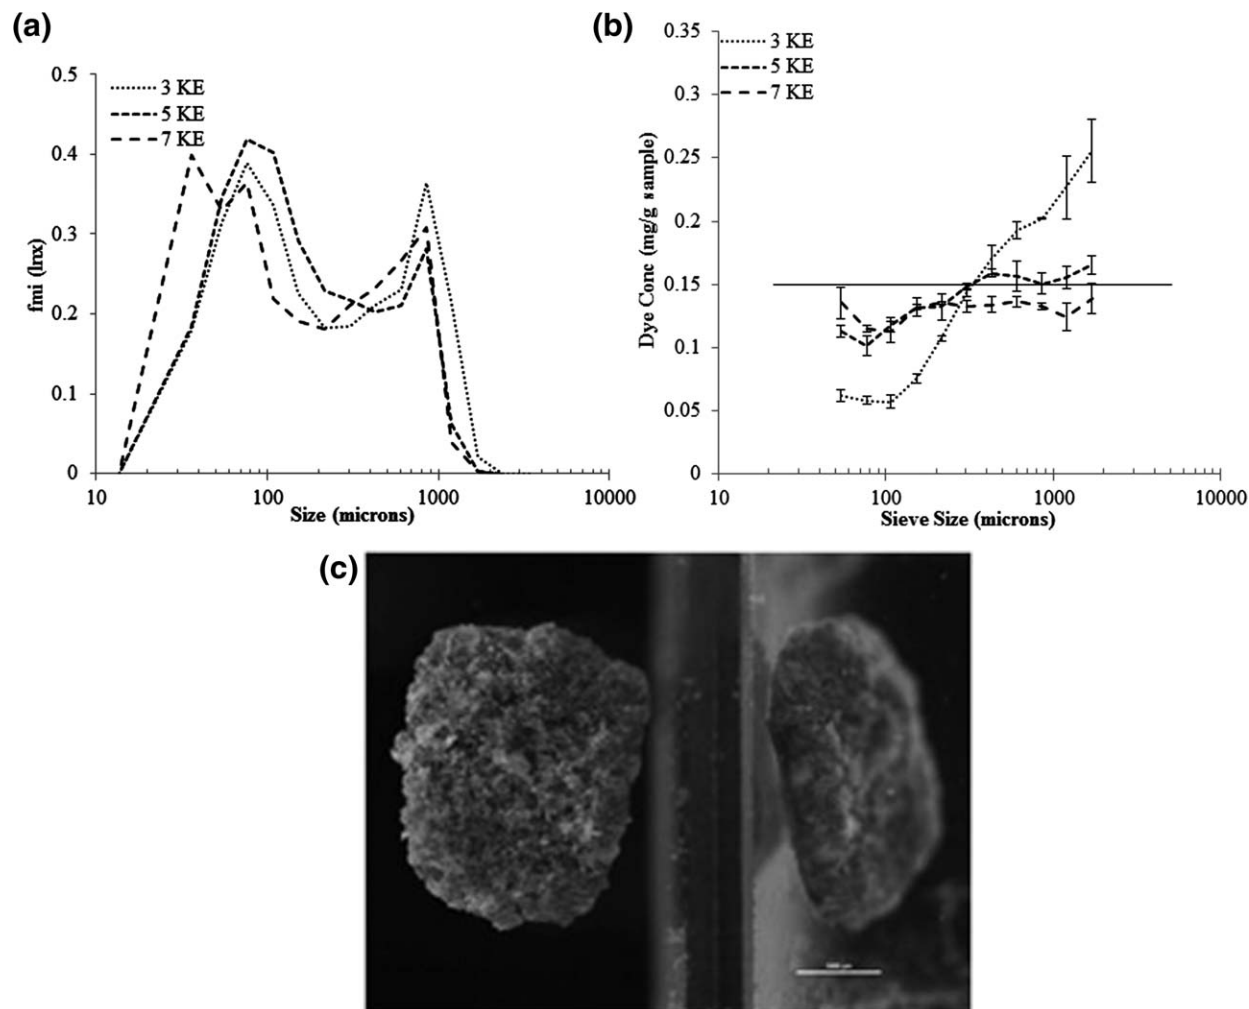 (a)
0.5
0.4
0.3
0.2
0.1
0
fmi (lnx)
3 KE
5 KE
7 KE
10
100
1000
10000
Size (microns)
(b)
0.35
0.3
0.25
0.2
0.15
0.1
0.05
0
Dye Conc (mg/g sample)
3 KE
5 KE
7 KE
10
100
1000
10000
Sieve Size (microns)
(c)